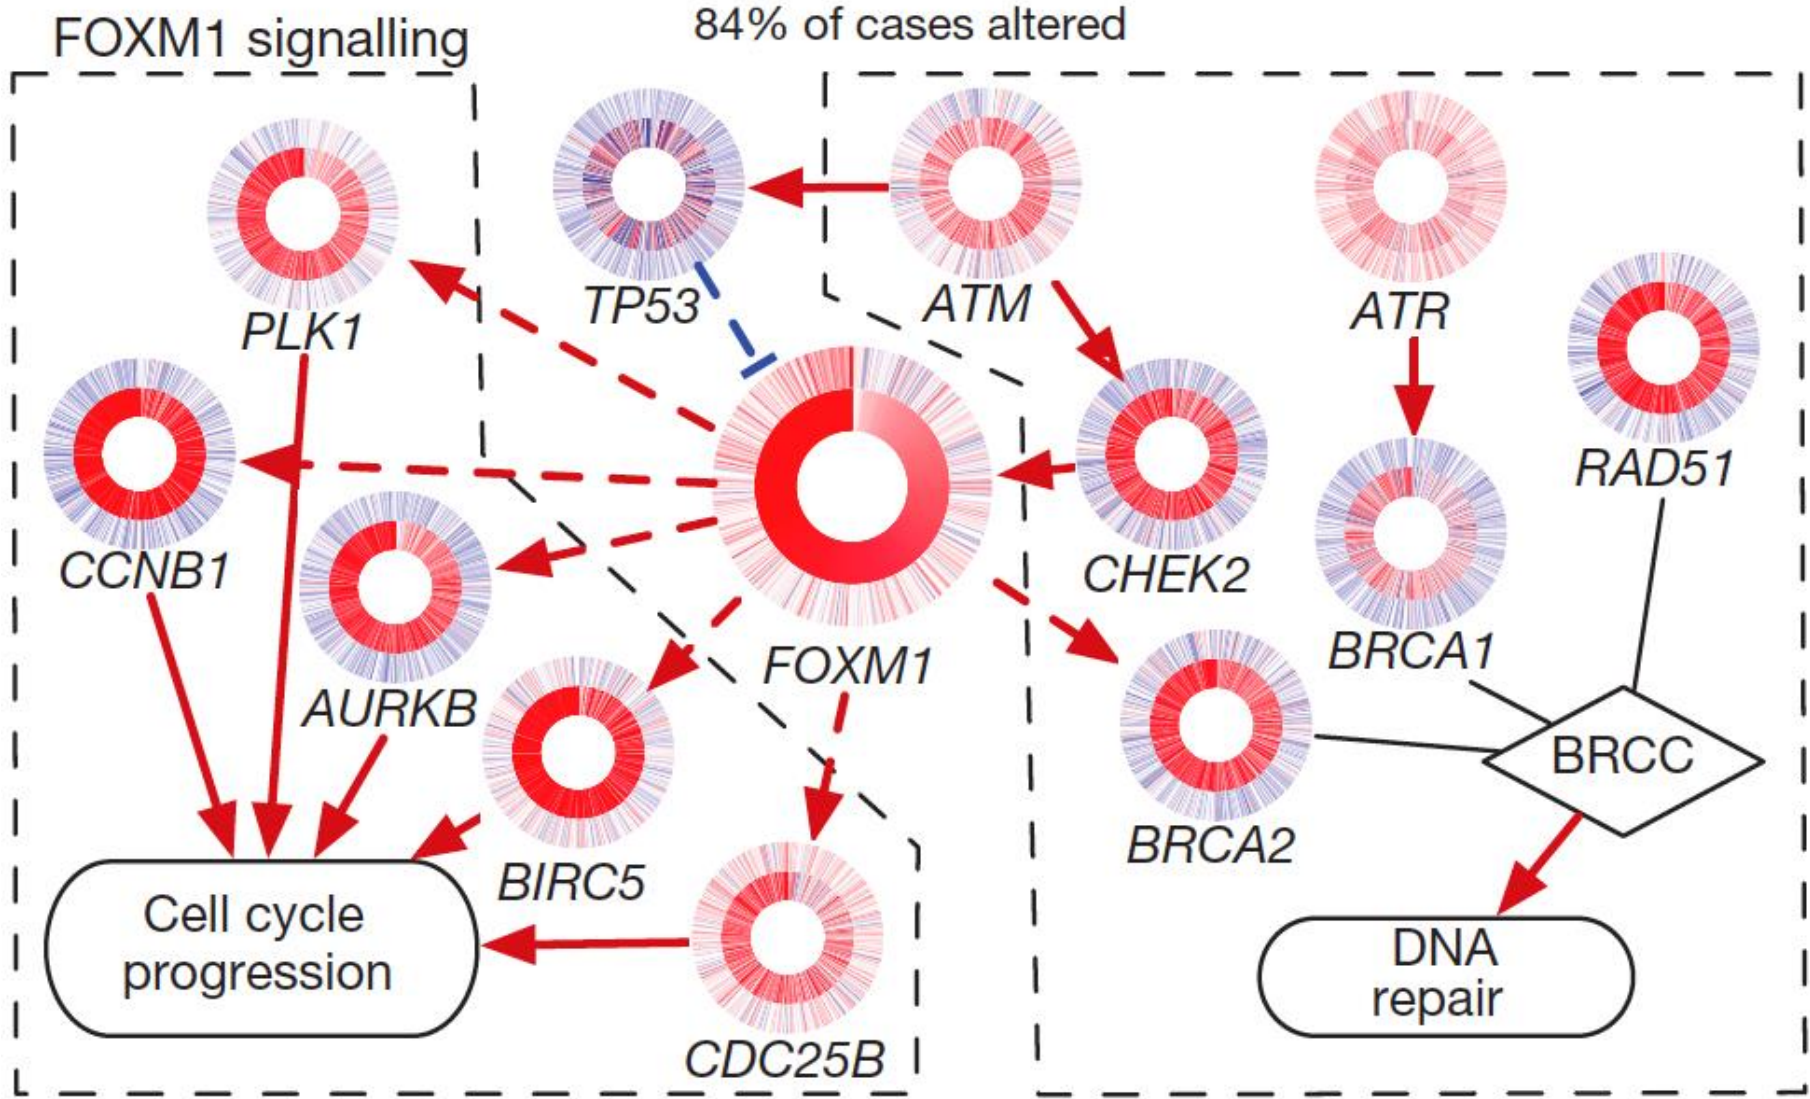 FOXM1 signalling
84% of cases altered
PLK1
TP53
ATM
ATR
RAD51
CCNB1
CHEK2
AURKB
FOXM1
BRCA1
BRCC
BRCA2
BIRC5
Cell cycle
progression
DNA
repair
CDC25B